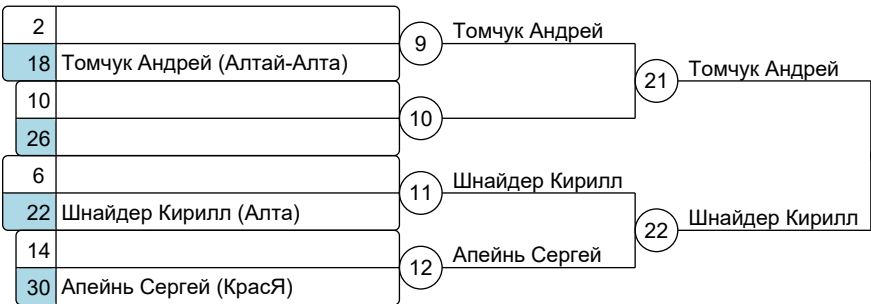 2
18 Томчук Андрей (Алтай-Алта)
9
Томчук Андрей
10
26
10
21
Томчук Андрей
6
22 Шнайдер Кирилл (Алта)
11
Шнайдер Кирилл
14
30 Апейнь Сергей (КрасЯ)
12
Апейнь Сергей
22
Шнайдер Кирилл